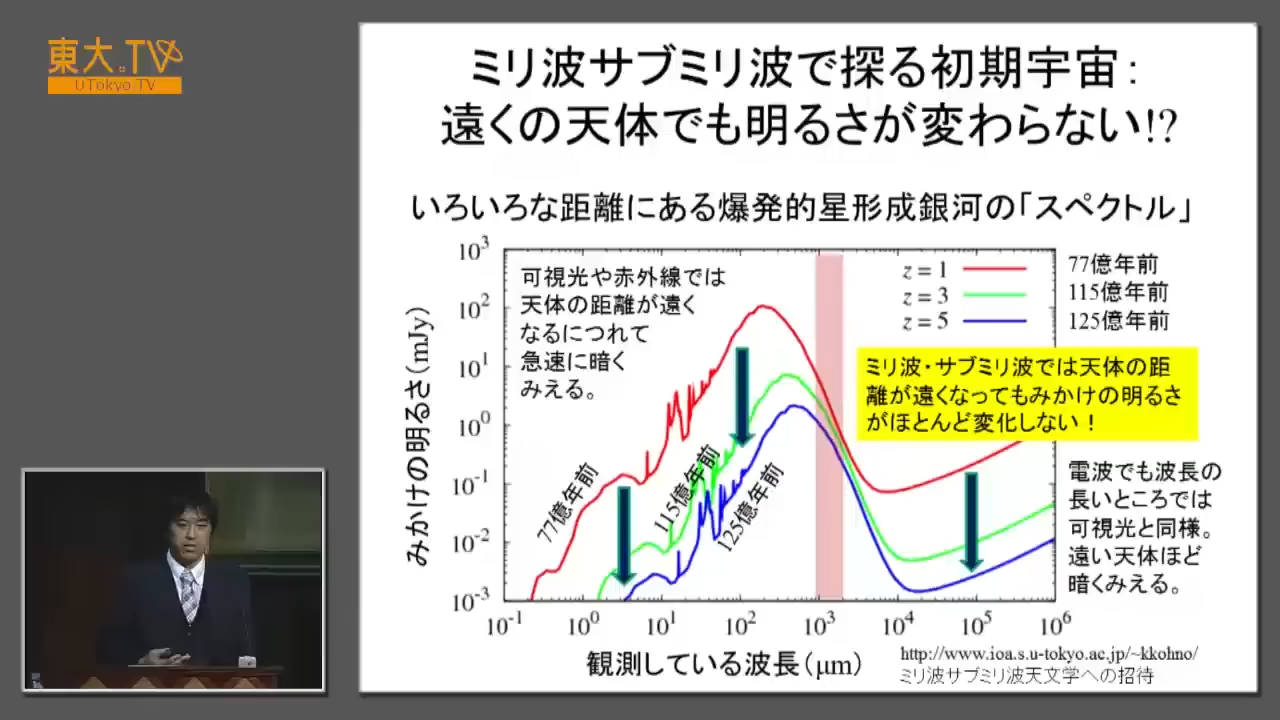 東大.TV
UTokyo TV
ミリ波サブミリ波で探る初期宇宙:
遠くの天体でも明るさが変わらない!?
いろいろな距離にある爆発的星形成銀河の「スペクトル」
可視光や赤外線では
天体の距離が遠く
なるにつれて
急速に暗く
みえる。
z = 1
z = 3
z = 5
77億年前
115億年前
125億年前
ミリ波・サブミリ波では天体の距
離が遠くなってもみかけの明るさ
がほとんど変化しない!
電波でも波長の
長いところでは
可視光と同様。
遠い天体ほど
暗くみえる。
77億年前
115億年前
125億年前
みかけの明るさ(mJy)
10³
10²
10¹
10⁰
10⁻¹
10⁻²
10⁻³
10⁻¹ 10⁰ 10¹ 10² 10³ 10⁴ 10⁵ 10⁶
観測している波長(μm)
http://www.ioa.s.u-tokyo.ac.jp/~kkohno/
ミリ波サブミリ波天文学への招待